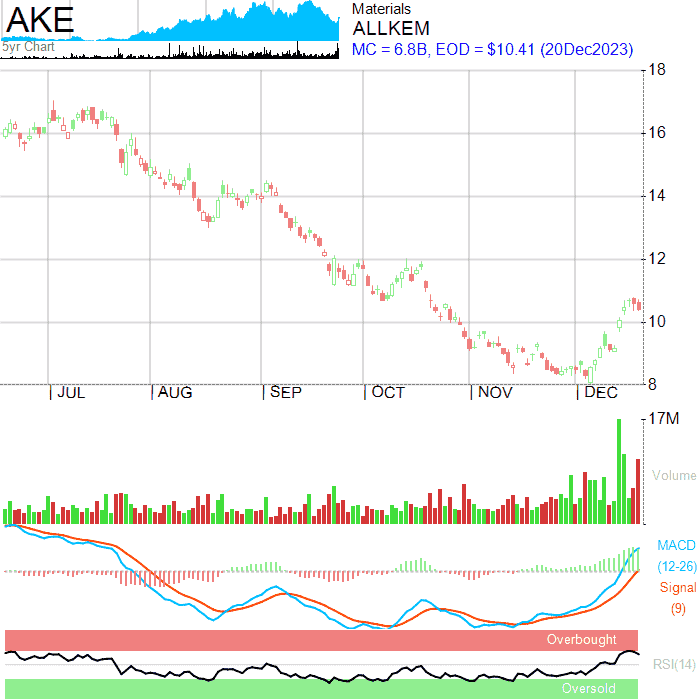 AKE
5yr Chart
Materials
ALLKEM
MC = 6.8B, EOD = $10.41 (20Dec2023)
18
16
14
12
10
8
JUL AUG SEP OCT NOV DEC
17M
Volume
MACD
(12-26)
Signal
(9)
Overbought
RSI(14)
Oversold